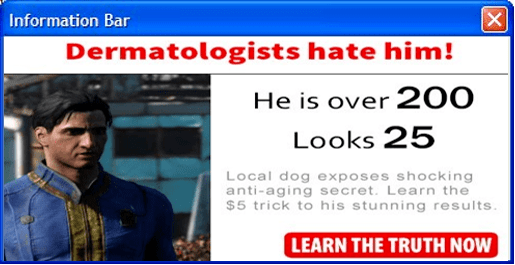 Information Bar
Dermatologists hate him!
He is over 200
Looks 25
Local dog exposes shocking
anti-aging secret. Learn the
$5 trick to his stunning results.
LEARN THE TRUTH NOW